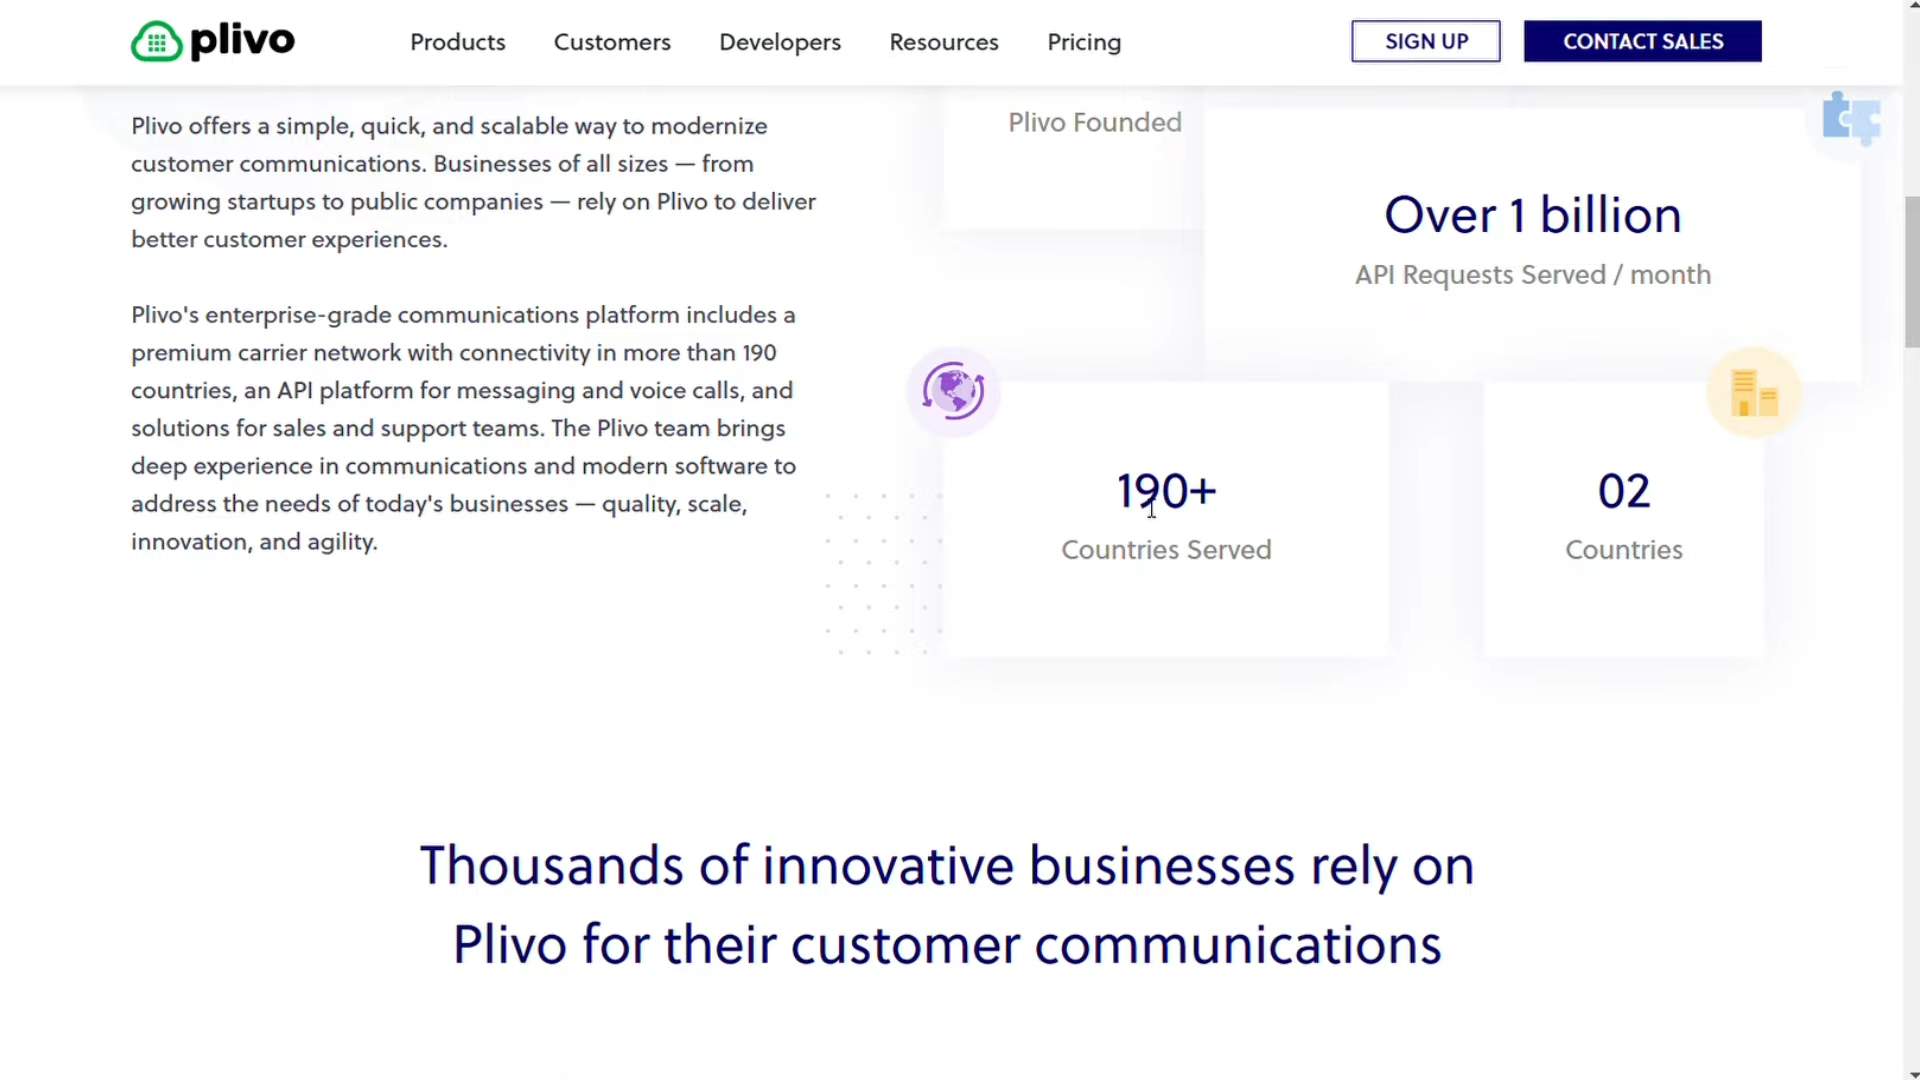 plivo
Products
Customers
Developers
Resources
Pricing
SIGN UP
CONTACT SALES
Plivo offers a simple, quick, and scalable way to modernize
customer communications. Businesses of all sizes — from
growing startups to public companies — rely on Plivo to deliver
better customer experiences.
Plivo's enterprise-grade communications platform includes a
premium carrier network with connectivity in more than 190
countries, an API platform for messaging and voice calls, and
solutions for sales and support teams. The Plivo team brings
deep experience in communications and modern software to
address the needs of today's businesses — quality, scale,
innovation, and agility.
Plivo Founded
Over 1 billion
API Requests Served / month
190+
Countries Served
02
Countries
Thousands of innovative businesses rely on
Plivo for their customer communications